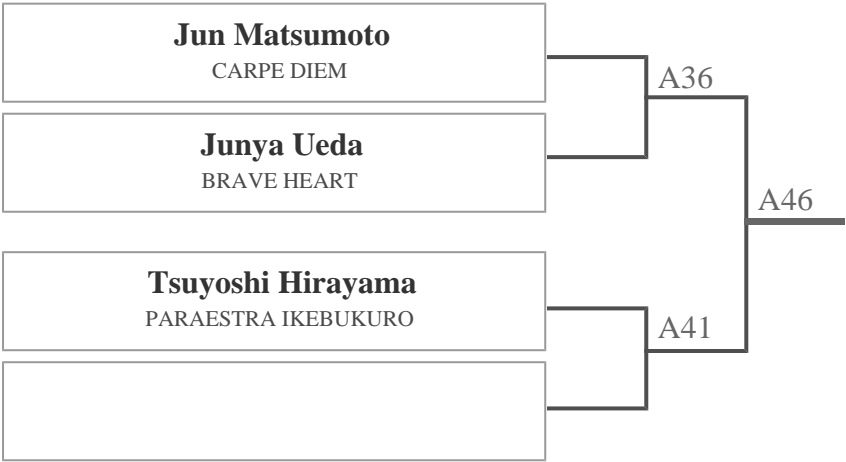 Jun Matsumoto
CARPE DIEM
A36
Junya Ueda
BRAVE HEART
A46
Tsuyoshi Hirayama
PARAESTRA IKEBUKURO
A41